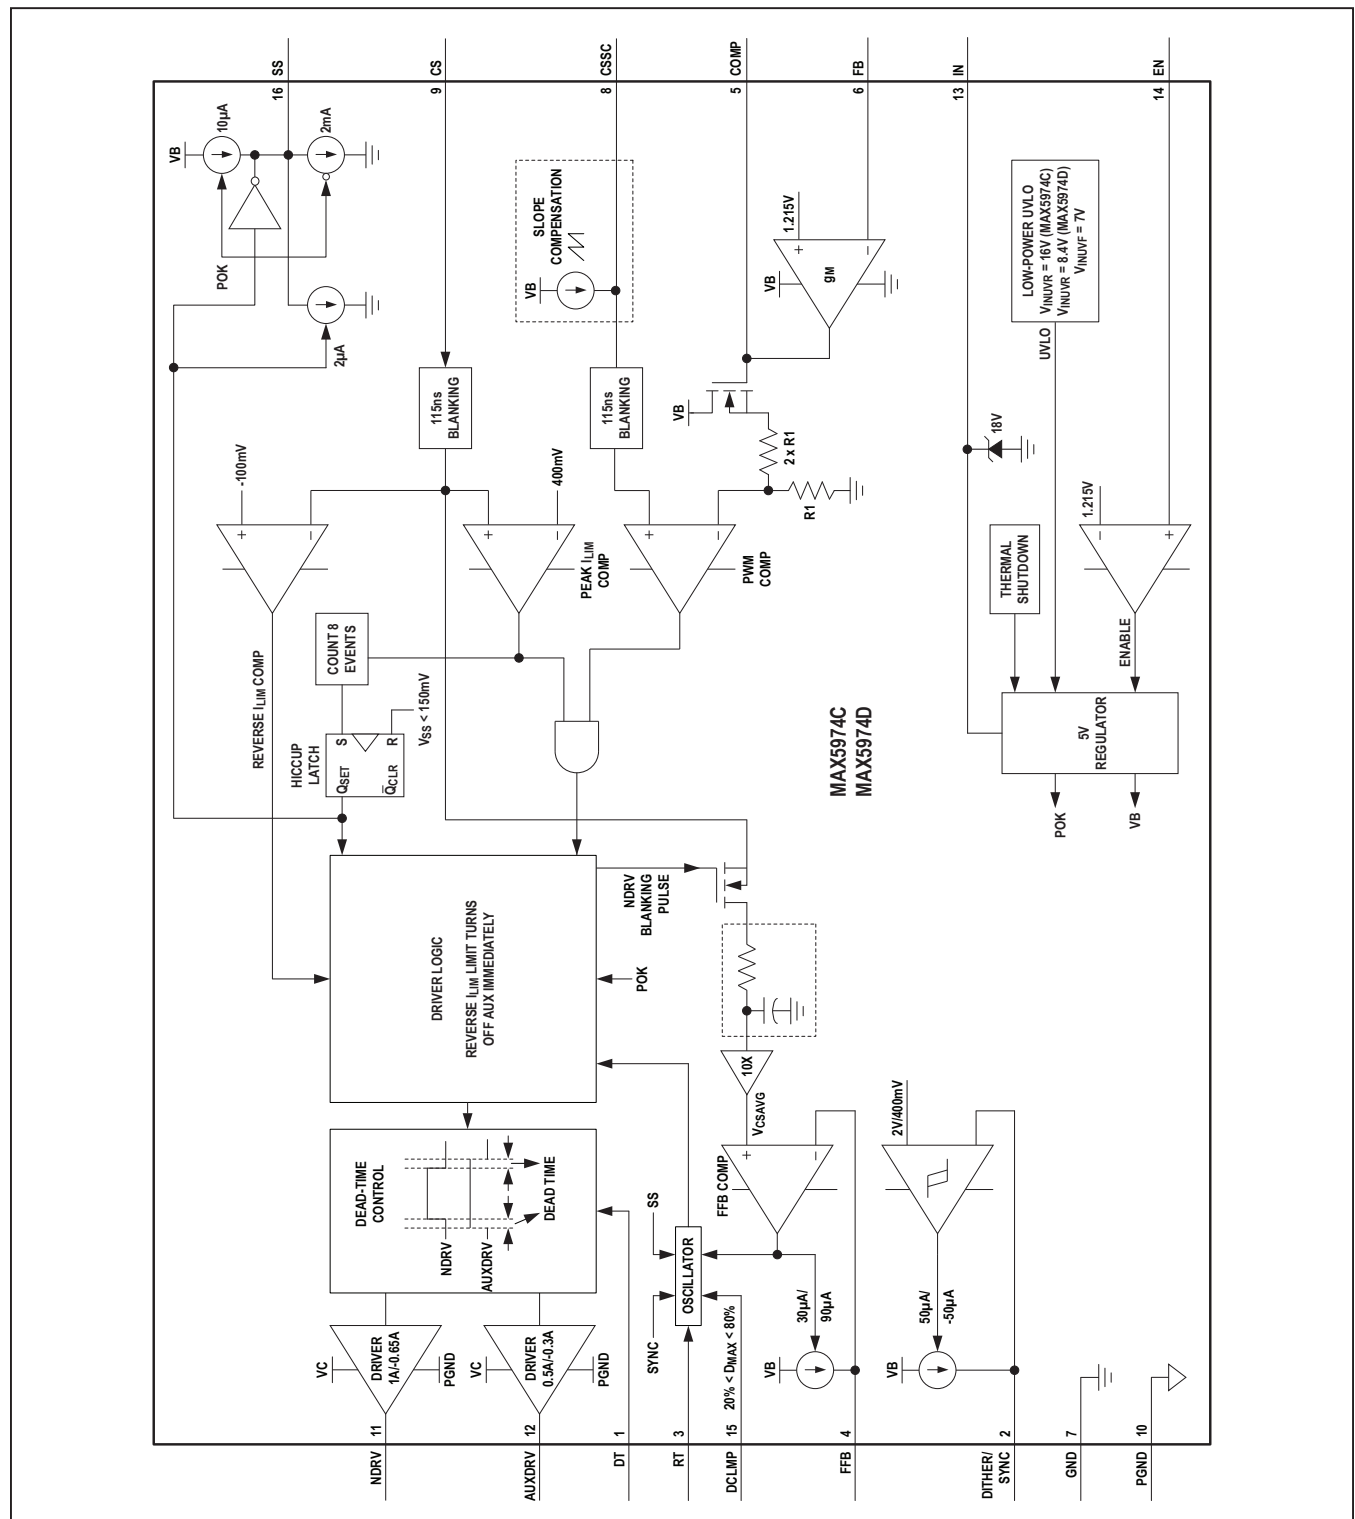 16 SS
9 CS
8 CSSC
5 COMP
6 FB
13 IN
14 EN
VB
10µA
2mA
POK
2µA
SLOPE
COMPENSATION
VB
1.215V
VB
gM
LOW-POWER UVLO
VINUVR = 16V (MAX5974C)
VINUVR = 8.4V (MAX5974D)
VINUVF = 7V
UVLO
115ns
BLANKING
115ns
BLANKING
VB
2 x R1
R1
18V
-100mV
400mV
1.215V
PEAK ILIM
COMP
PWM
COMP
THERMAL
SHUTDOWN
ENABLE
REVERSE ILIM COMP
COUNT 8
EVENTS
VSS < 150mV
HICCUP
LATCH
S
R
QSET
Q̅CLR
MAX5974C
MAX5974D
5V
REGULATOR
POK
VB
DRIVER LOGIC
REVERSE ILIM LIMIT TURNS
OFF AUX IMMEDIATELY
NDRV
BLANKING
PULSE
POK
10X
VCSAVG
FFB COMP
2V/400mV
DEAD-TIME
CONTROL
NDRV
AUXDRV
DEAD TIME
SS
OSCILLATOR
SYNC
20% < DMAX < 80%
30µA/
90µA
50µA/
-50µA
VC
DRIVER
1A/-0.65A
PGND
VC
DRIVER
0.5A/-0.3A
PGND
VB
VB
NDRV 11
AUXDRV 12
DT 1
RT 3
DCLMP 15
FFB 4
DITHER/
SYNC 2
GND 7
PGND 10